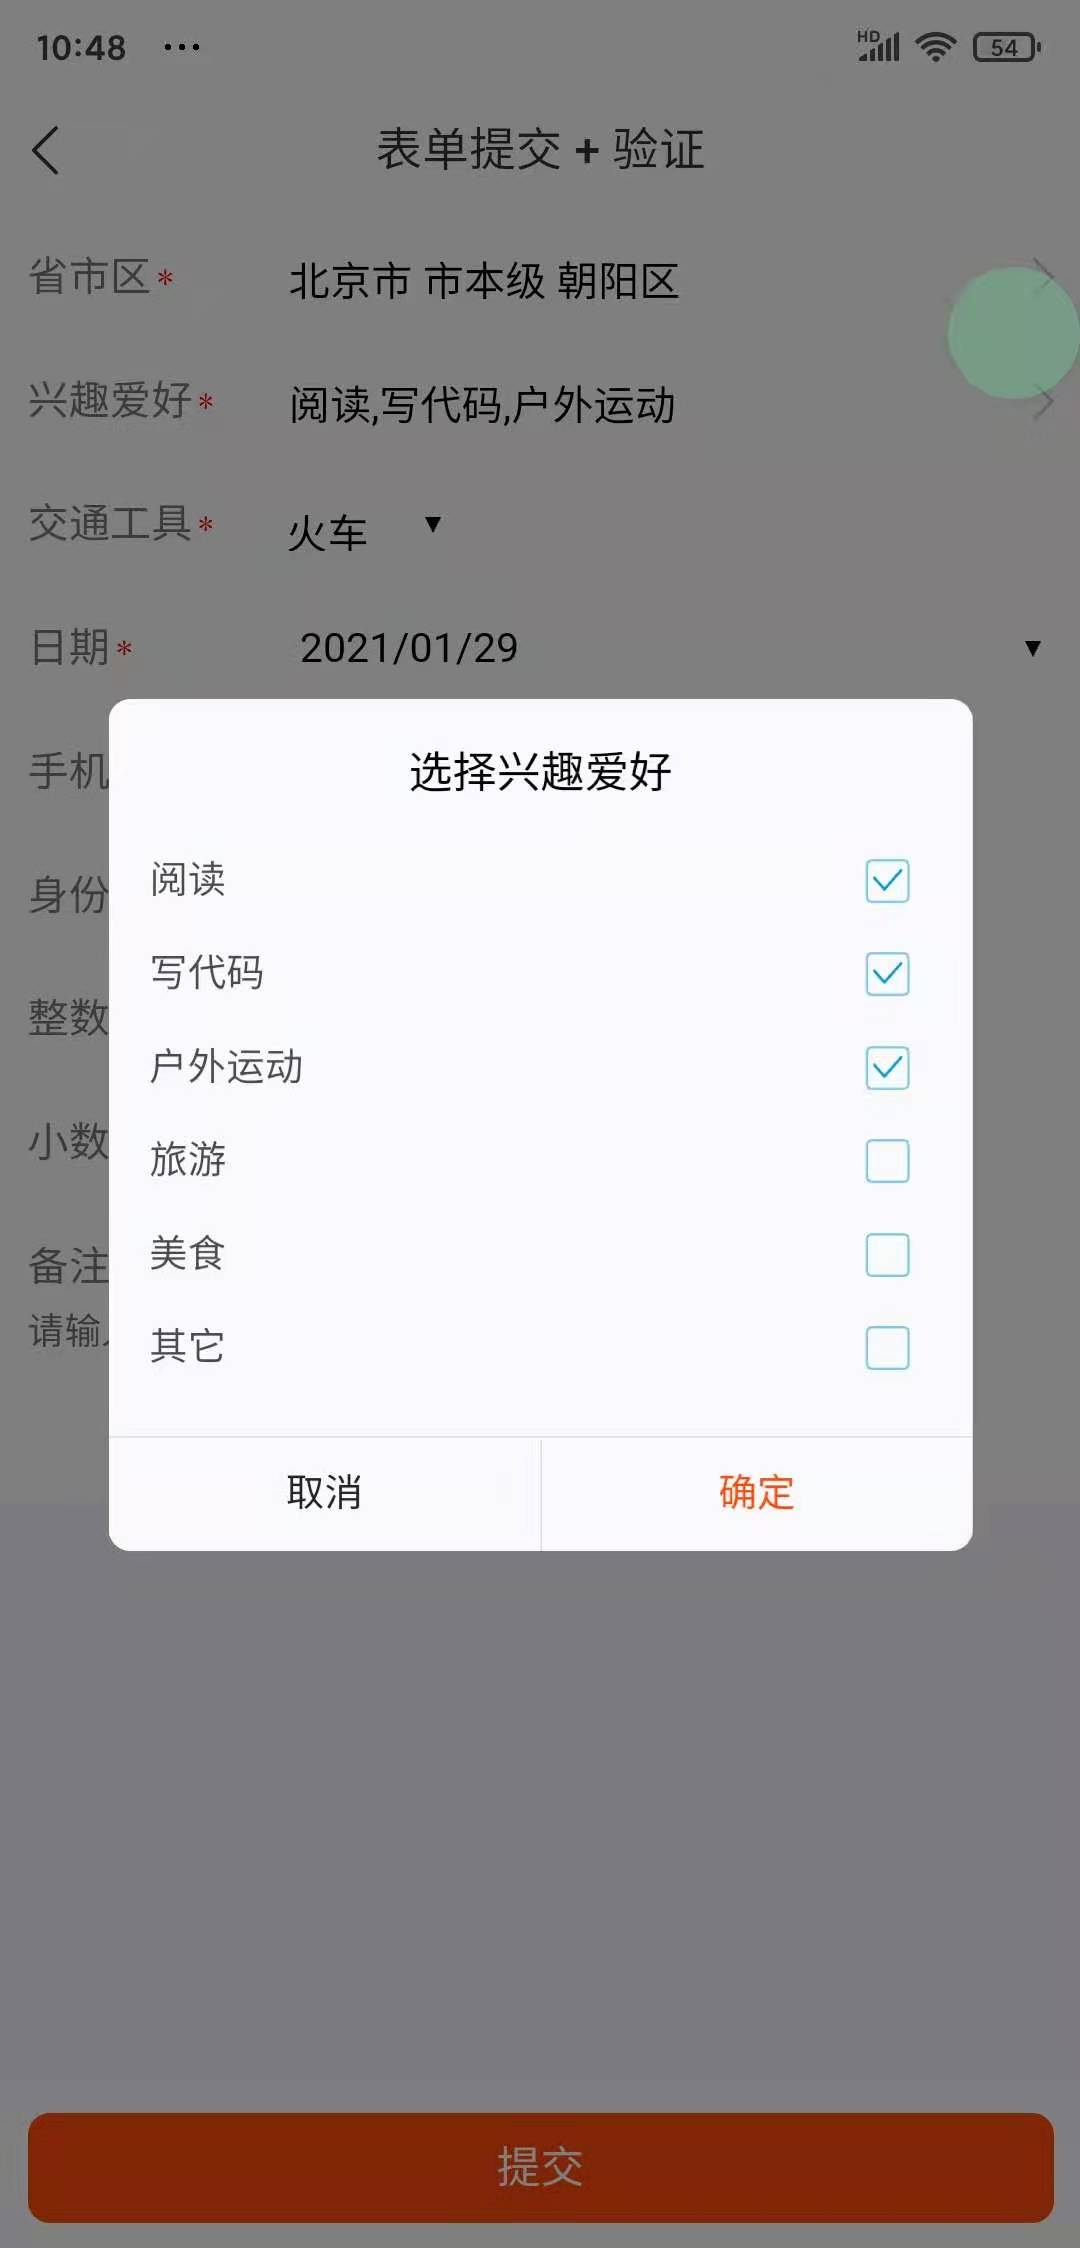 10:48 ... HD 54
表单提交 + 验证
省市区* 北京市 市本级 朝阳区
兴趣爱好* 阅读,写代码,户外运动
交通工具* 火车 ▼
日期* 2021/01/29 ▼
手机
身份
整数
小数
备注
请输
选择兴趣爱好
阅读
写代码
户外运动
旅游
美食
其它
取消 确定
提交